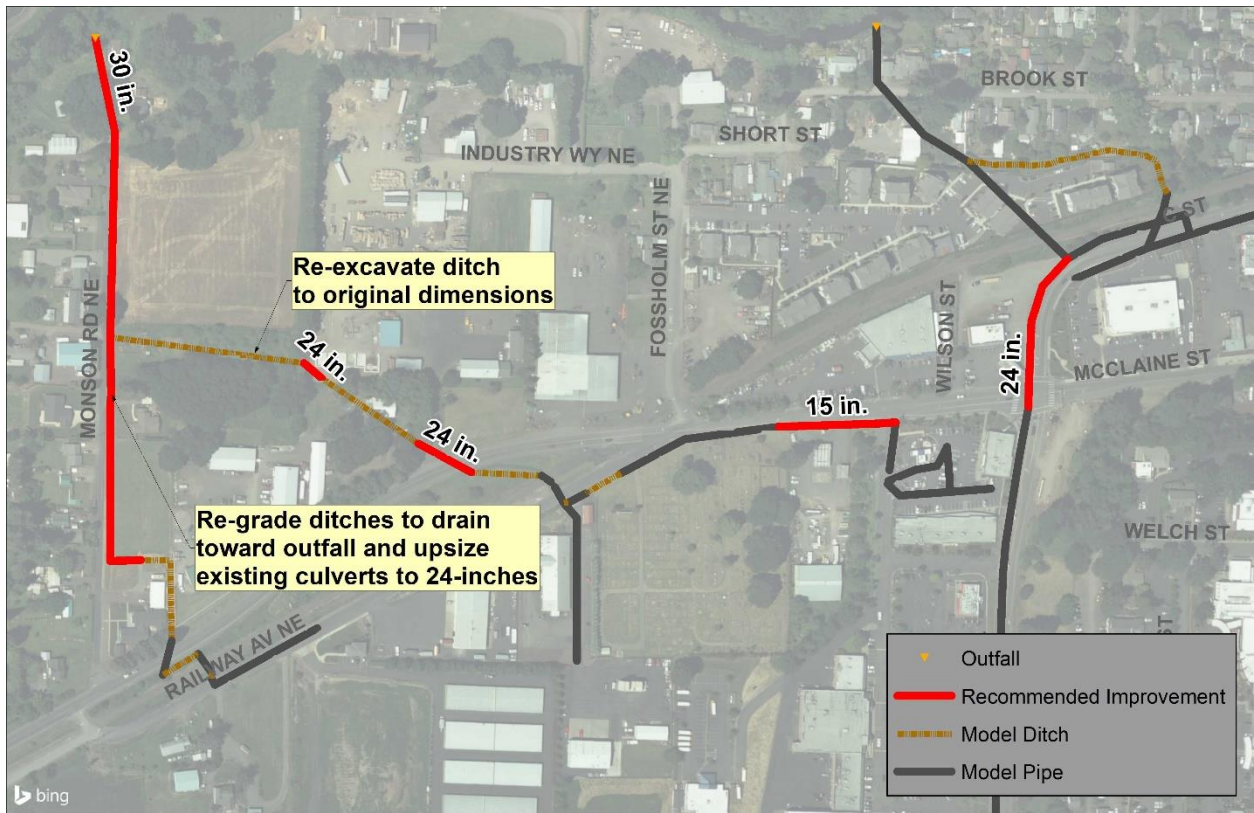 30 in.
BROOK ST
SHORT ST
INDUSTRY WY NE
FOSSHOLM ST NE
MONSON RD NE
Re-excavate ditch
to original dimensions
24 in.
24 in.
15 in.
WILSON ST
24 in.
MCCLAINE ST
WELCH ST
Re-grade ditches to drain
toward outfall and upsize
existing culverts to 24-inches
RAILWAY AV NE
ST
Outfall
Recommended Improvement
Model Ditch
Model Pipe
bing